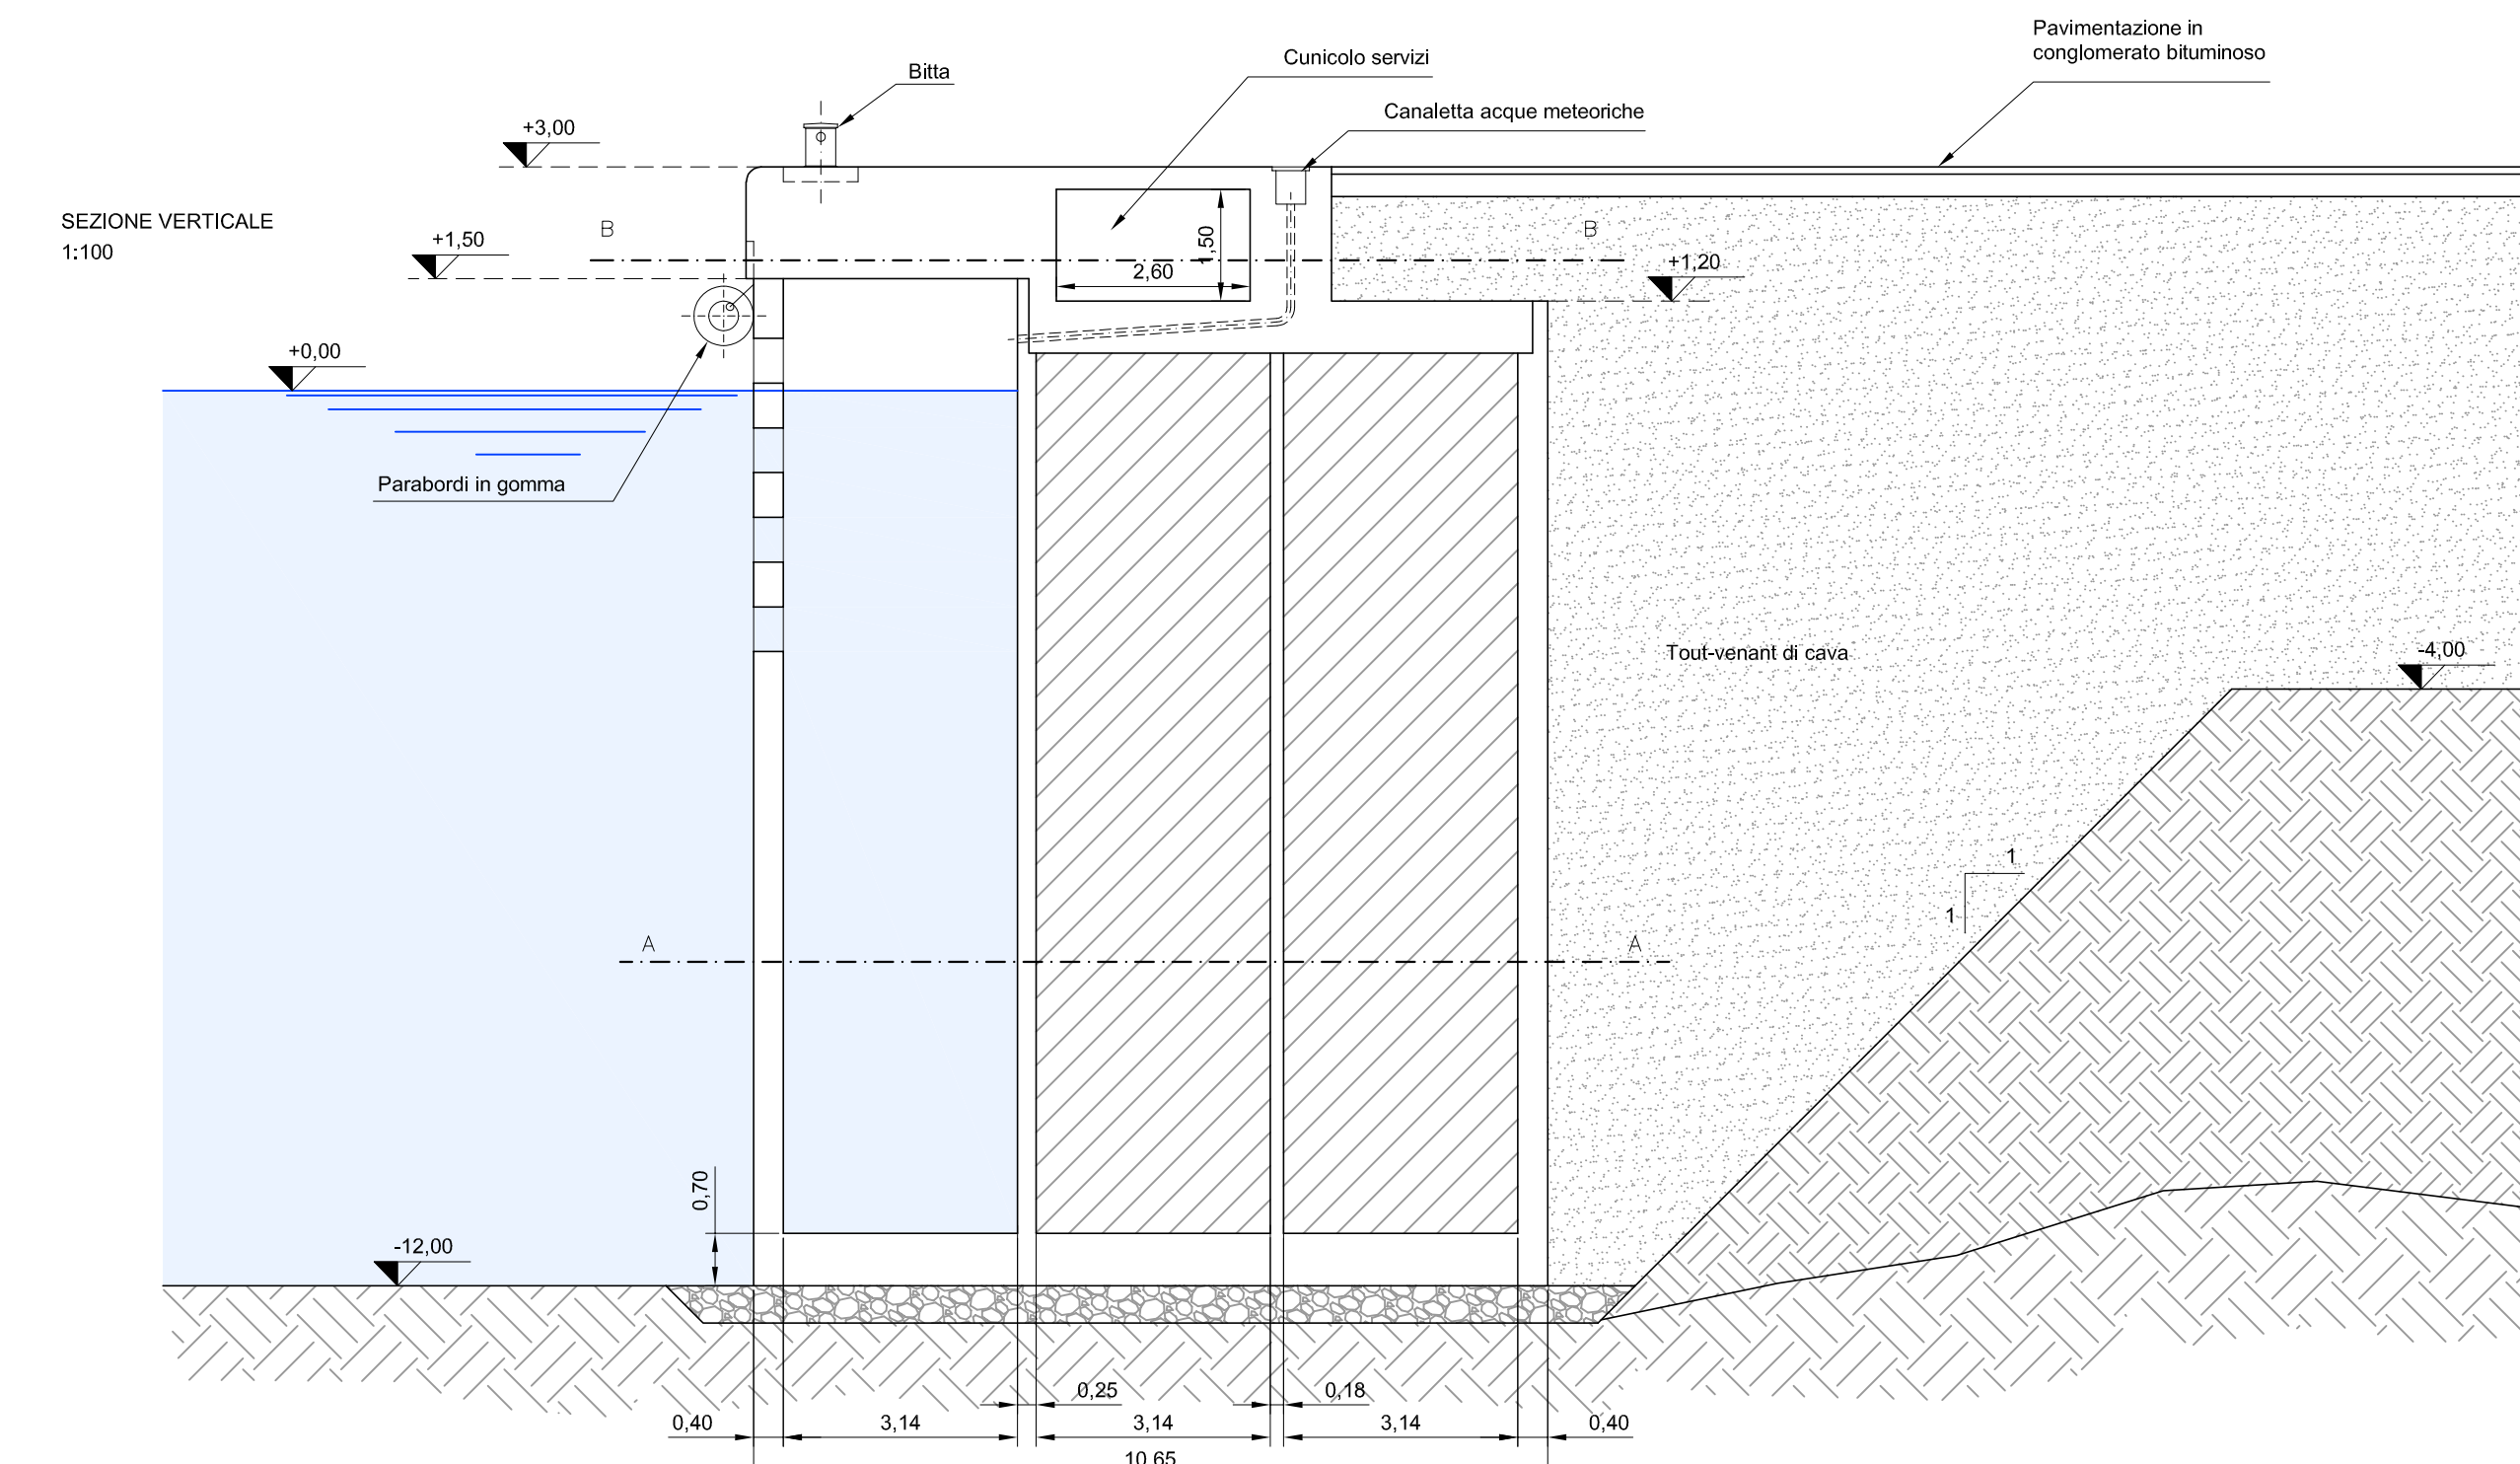 Pavimentazione in
conglomerato bituminoso
Cunicolo servizi
Bitta
Canaletta acque meteoriche
+3,00
SEZIONE VERTICALE
1:100
B
B
+1,50
1,50
2,60
+1,20
+0,00
Parabordi in gomma
Tout-venant di cava
-4,00
1
1
A
A
0,70
-12,00
0,25
0,18
0,40
3,14
3,14
3,14
0,40
10,65